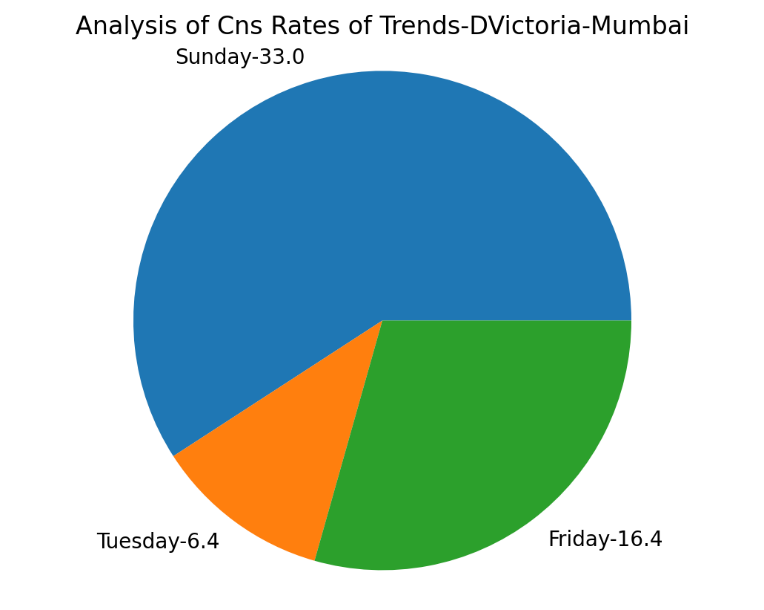 Analysis of Cns Rates of Trends-DVictoria-Mumbai
Sunday-33.0
Tuesday-6.4
Friday-16.4